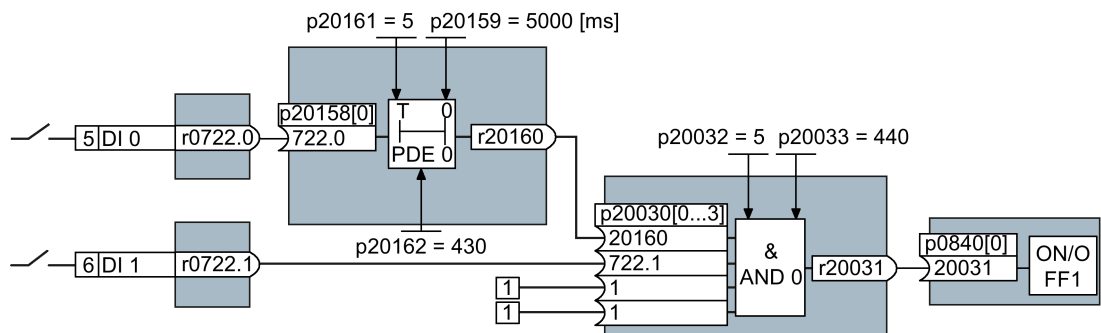 p20161 = 5 p20159 = 5000 [ms]
5 DI 0 r0722.0
p20158[0]
722.0
T 0
PDE 0
r20160
p20162 = 430
p20032 = 5 p20033 = 440
6 DI 1 r0722.1
p20030[0...3]
20160
722.1
1 1
1 1
&
AND 0
r20031
p0840[0]
20031
ON/O
FF1